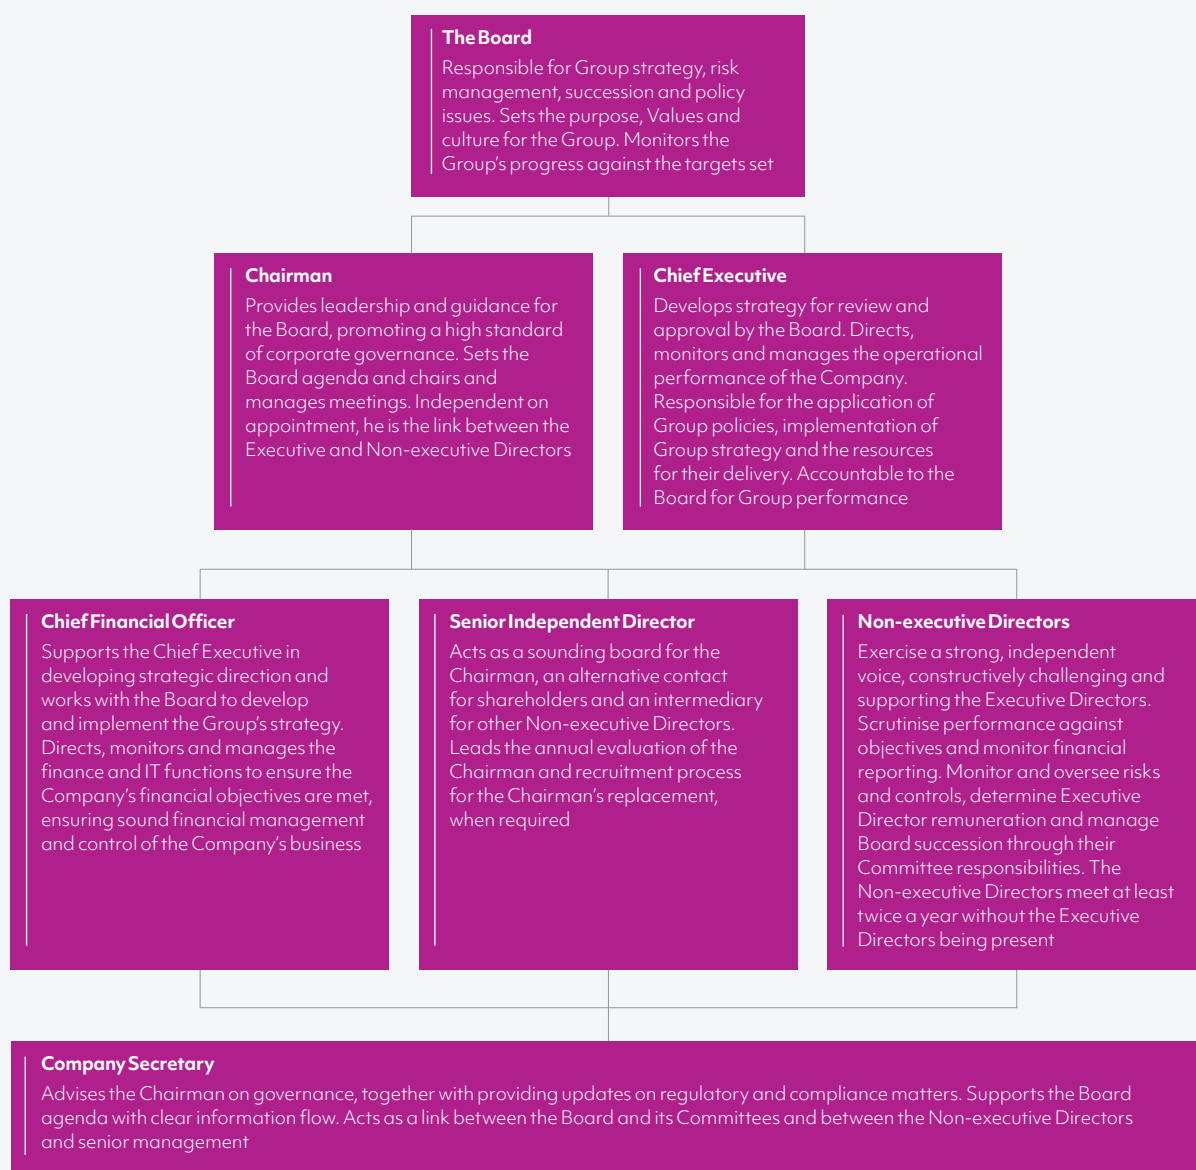 The Board
Responsible for Group strategy, risk
management, succession and policy
issues. Sets the purpose, Values and
culture for the Group. Monitors the
Group’s progress against the targets set
Chairman
Provides leadership and guidance for
the Board, promoting a high standard
of corporate governance. Sets the
Board agenda and chairs and
manages meetings. Independent on
appointment, he is the link between the
Executive and Non-executive Directors
Chief Executive
Develops strategy for review and
approval by the Board. Directs,
monitors and manages the operational
performance of the Company.
Responsible for the application of
Group policies, implementation of
Group strategy and the resources
for their delivery. Accountable to the
Board for Group performance
Chief Financial Officer
Supports the Chief Executive in
developing strategic direction and
works with the Board to develop
and implement the Group’s strategy.
Directs, monitors and manages the
finance and IT functions to ensure the
Company’s financial objectives are met,
ensuring sound financial management
and control of the Company’s business
Senior Independent Director
Acts as a sounding board for the
Chairman, an alternative contact
for shareholders and an intermediary
for other Non-executive Directors.
Leads the annual evaluation of the
Chairman and recruitment process
for the Chairman’s replacement,
when required
Non-executive Directors
Exercise a strong, independent
voice, constructively challenging and
supporting the Executive Directors.
Scrutinise performance against
objectives and monitor financial
reporting. Monitor and oversee risks
and controls, determine Executive
Director remuneration and manage
Board succession through their
Committee responsibilities. The
Non-executive Directors meet at least
twice a year without the Executive
Directors being present
Company Secretary
Advises the Chairman on governance, together with providing updates on regulatory and compliance matters. Supports the Board
agenda with clear information flow. Acts as a link between the Board and its Committees and between the Non-executive Directors
and senior management